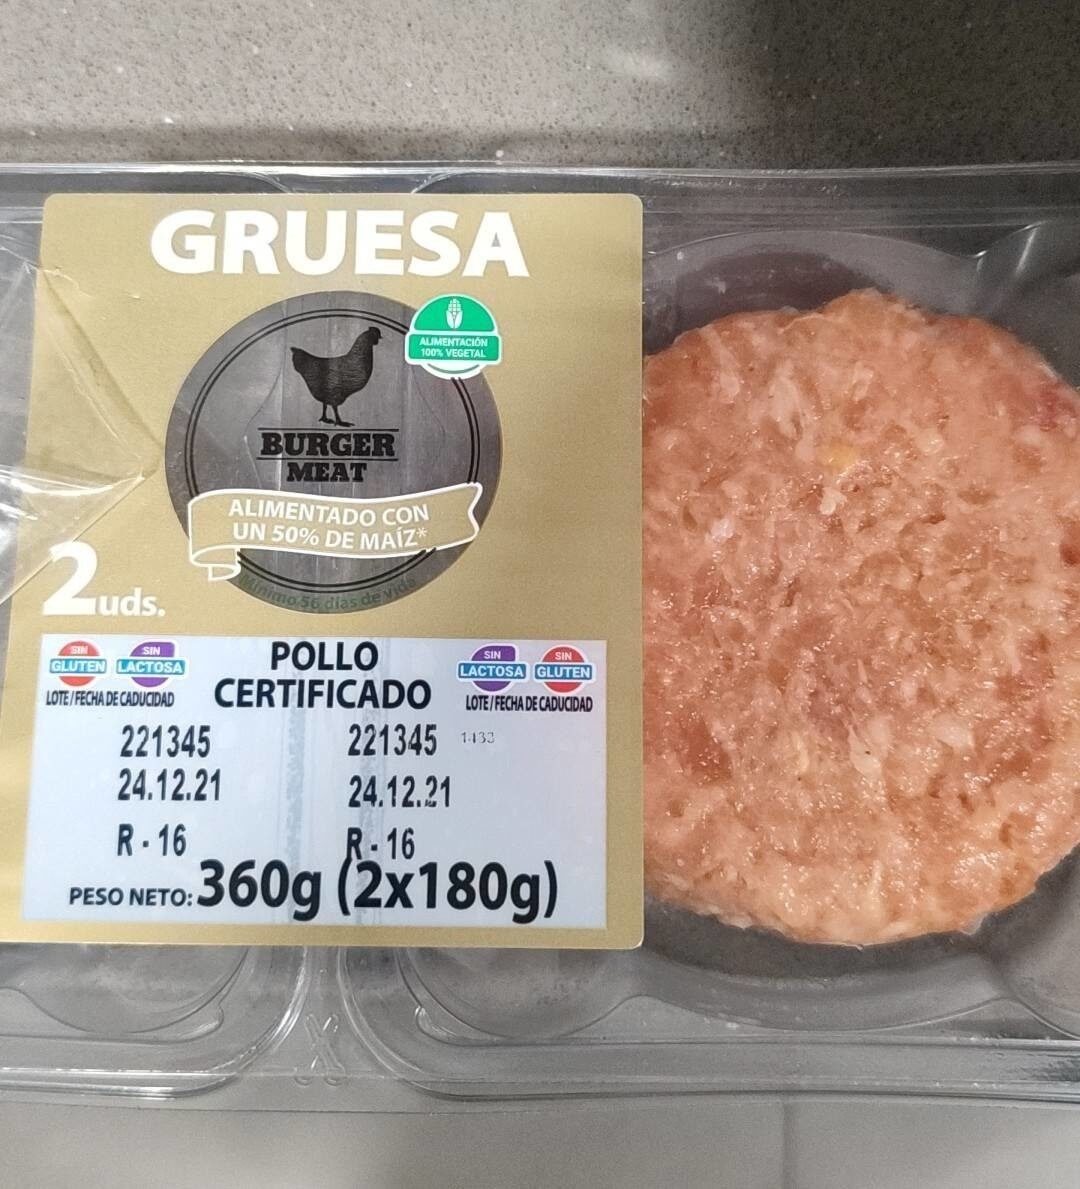 GRUESA
ALIMENTACIÓN
100% VEGETAL
BURGER
MEAT
ALIMENTADO CON
UN 50% DE MAÍZ*
Mínimo 56 días de vida
2uds.
SIN
GLUTEN
SIN
LACTOSA
POLLO
CERTIFICADO
SIN
LACTOSA
SIN
GLUTEN
LOTE/FECHA DE CADUCIDAD
LOTE/FECHA DE CADUCIDAD
221345
221345
1433
24.12.21
24.12.21
R - 16
R - 16
PESO NETO: 360g (2x180g)